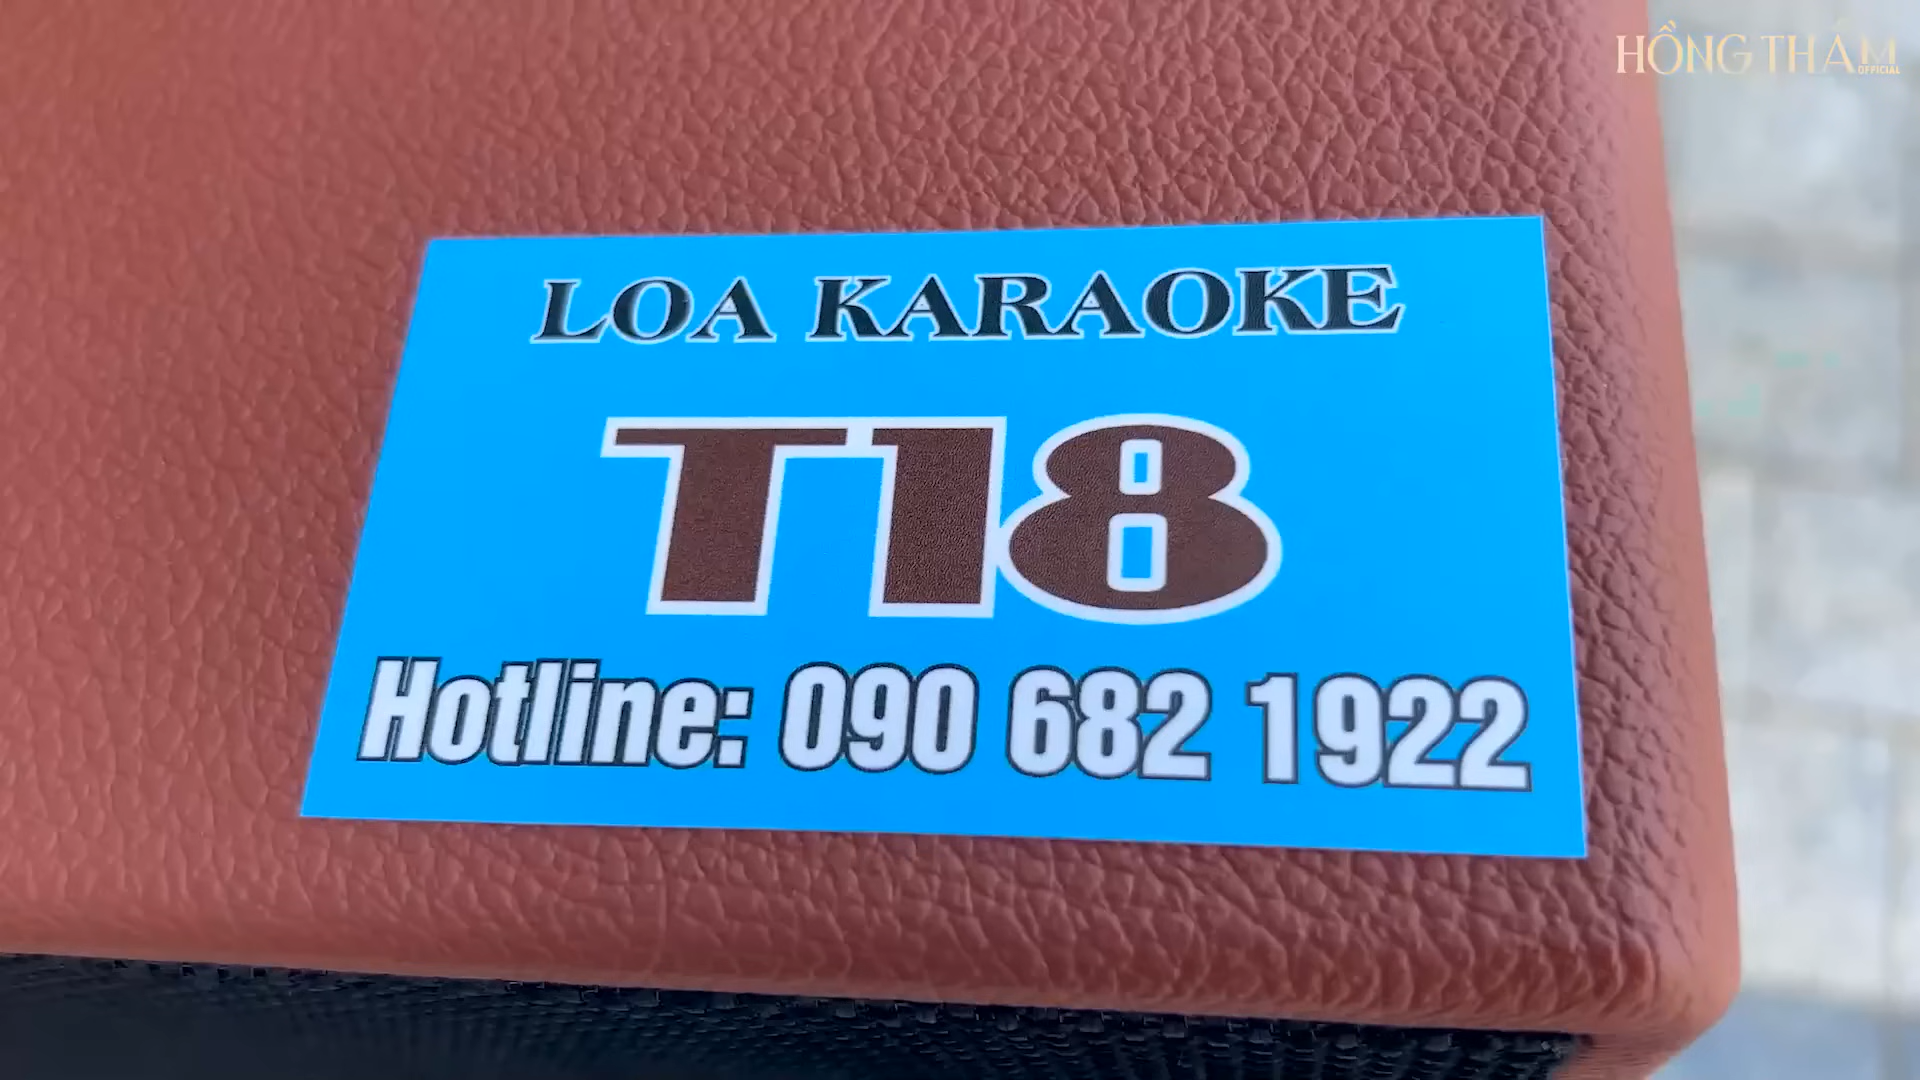 HỒNG THẮM
OFFICIAL
LOA KARAOKE
T18
Hotline: 090 682 1922